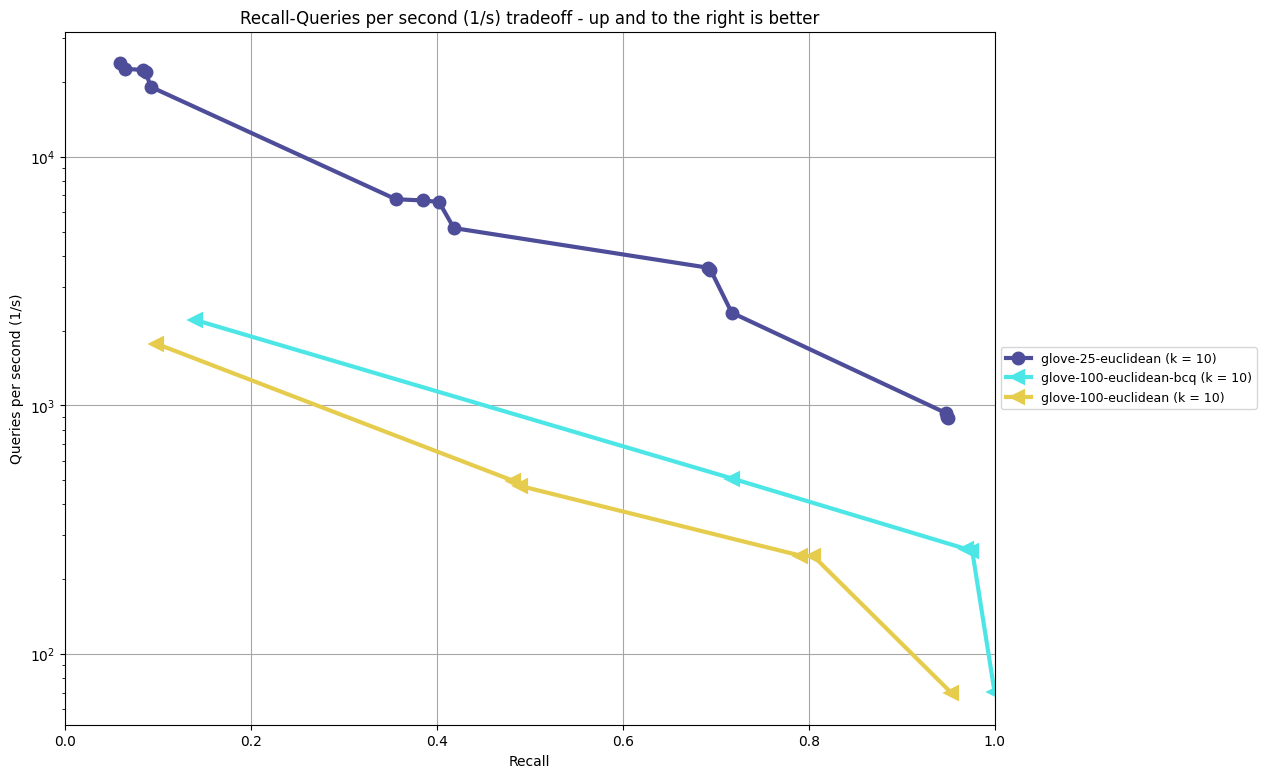 Recall-Queries per second (1/s) tradeoff - up and to the right is better
Queries per second (1/s)
10^4
10^3
10^2
0.0 0.2 0.4 0.6 0.8 1.0
Recall
glove-25-euclidean (k = 10)
glove-100-euclidean-bcq (k = 10)
glove-100-euclidean (k = 10)